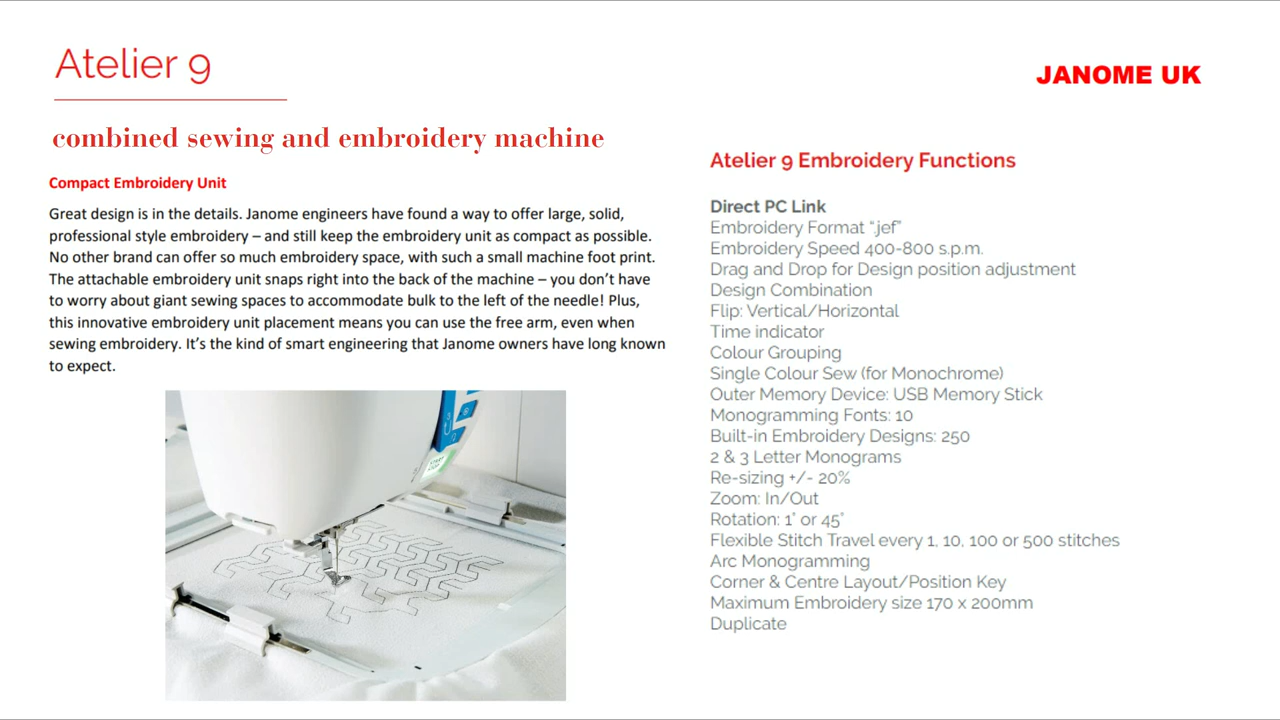 Atelier 9
JANOME UK
combined sewing and embroidery machine
Compact Embroidery Unit
Great design is in the details. Janome engineers have found a way to offer large, solid,
professional style embroidery – and still keep the embroidery unit as compact as possible.
No other brand can offer so much embroidery space, with such a small machine foot print.
The attachable embroidery unit snaps right into the back of the machine – you don’t have
to worry about giant sewing spaces to accommodate bulk to the left of the needle! Plus,
this innovative embroidery unit placement means you can use the free arm, even when
sewing embroidery. It’s the kind of smart engineering that Janome owners have long known
to expect.
Atelier 9 Embroidery Functions
Direct PC Link
Embroidery Format “.jef”
Embroidery Speed 400-800 s.p.m.
Drag and Drop for Design position adjustment
Design Combination
Flip: Vertical/Horizontal
Time indicator
Colour Grouping
Single Colour Sew (for Monochrome)
Outer Memory Device: USB Memory Stick
Monogramming Fonts: 10
Built-in Embroidery Designs: 250
2 & 3 Letter Monograms
Re-sizing +/- 20%
Zoom: In/Out
Rotation: 1° or 45°
Flexible Stitch Travel every 1, 10, 100 or 500 stitches
Arc Monogramming
Corner & Centre Layout/Position Key
Maximum Embroidery size 170 x 200mm
Duplicate